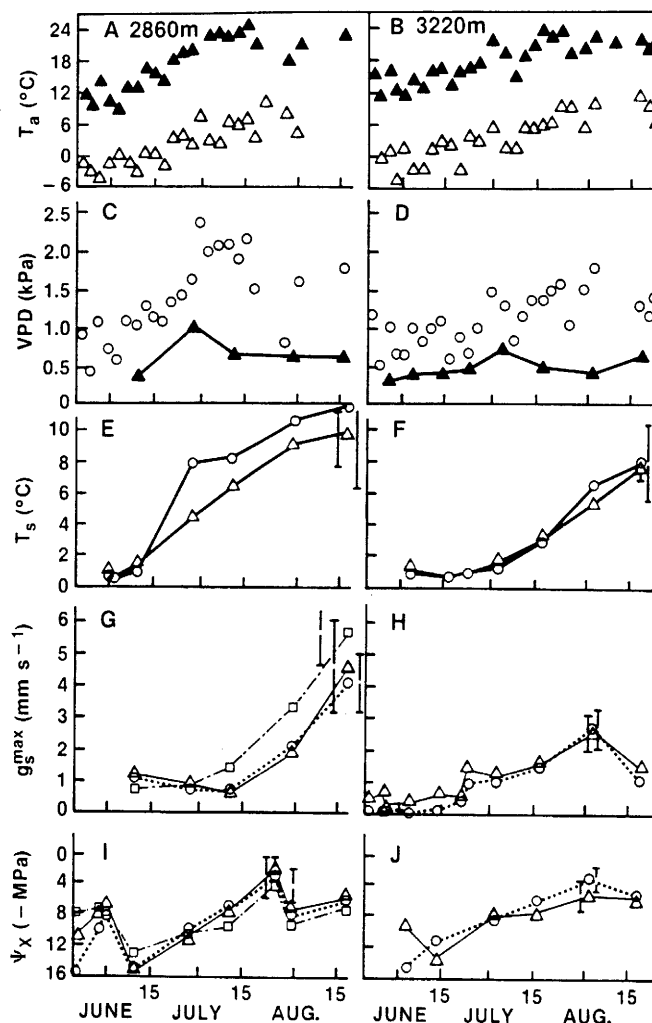 A 2860m
B 3220m
Tₐ (°C)
24
18
12
6
0
−6
C
D
VPD (kPa)
2.5
2.0
1.5
1.0
0.5
0
E
F
Tₛ (°C)
10
8
6
4
2
0
G
H
gₛᵐᵃˣ (mm s⁻¹)
6
5
4
3
2
1
0
I
J
Ψₓ (−MPa)
0
4
8
12
16
15 15 15
JUNE JULY AUG.
15 15 15
JUNE JULY AUG.